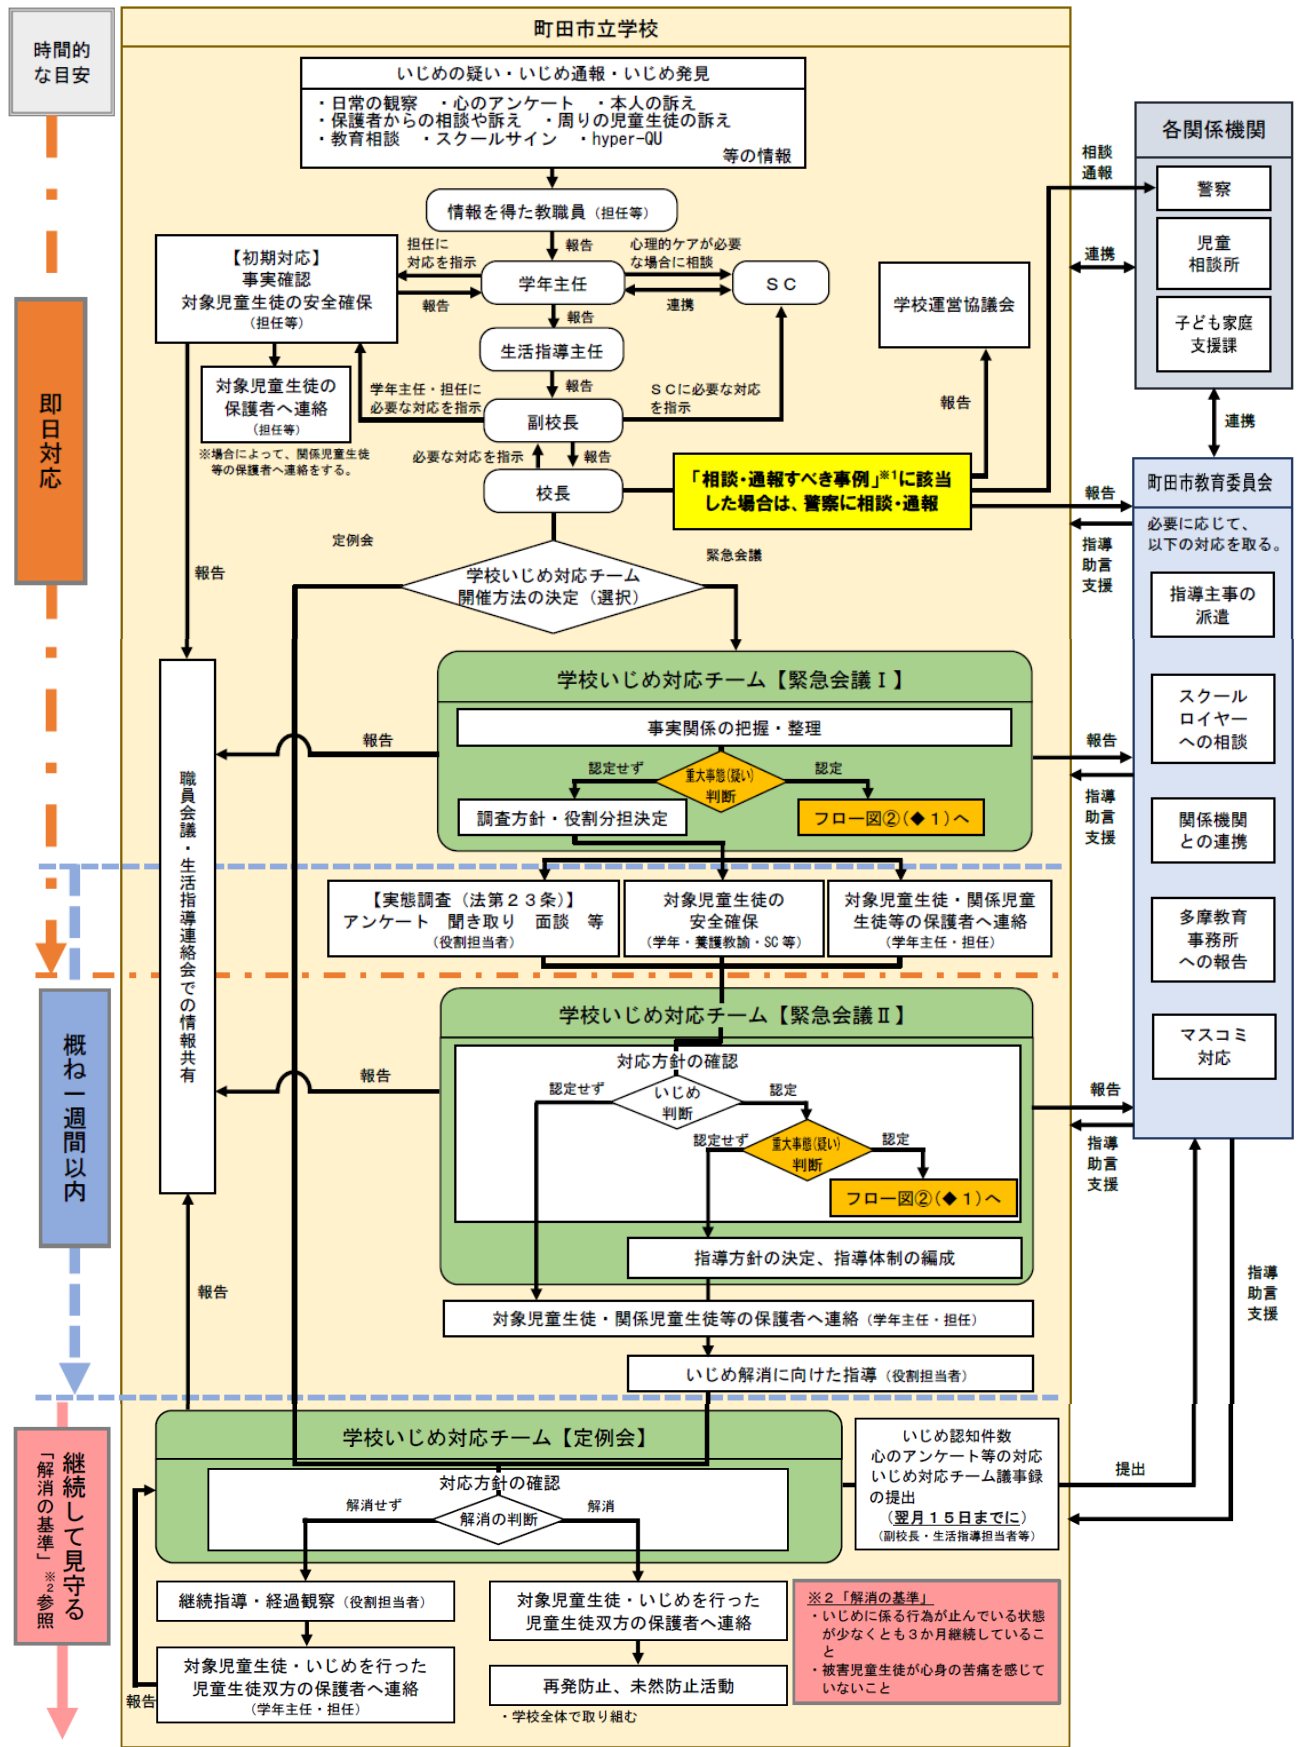 時間的
な目安
町田市立学校
いじめの疑い・いじめ通報・いじめ発見
・日常の観察　・心のアンケート　・本人の訴え
・保護者からの相談や訴え　・周りの児童生徒の訴え
・教育相談　・スクールサイン　・hyper-QU
等の情報
情報を得た教職員（担任等）
報告
担任に
対応を指示
心理的ケアが必要
な場合に相談
【初期対応】
事実確認
対象児童生徒の安全確保
（担任等）
報告
学年主任
連携
ＳＣ
報告
生活指導主任
対象児童生徒の
保護者へ連絡
（担任等）
※場合によって、関係児童生徒
等の保護者へ連絡をする。
学年主任・担任に
必要な対応を指示
報告
ＳＣに必要な対応
を指示
副校長
必要な対応を指示
報告
校長
学校運営協議会
報告
「相談・通報すべき事例」※1に該当
した場合は、警察に相談・通報
相談
通報
各関係機関
警察
児童
相談所
子ども家庭
支援課
連携
連携
即日対応
報告
指導
助言
支援
町田市教育委員会
必要に応じて、
以下の対応を取る。
指導主事の
派遣
スクール
ロイヤー
への相談
関係機関
との連携
多摩教育
事務所
への報告
マスコミ
対応
定例会
緊急会議
学校いじめ対応チーム
開催方法の決定（選択）
報告
職員会議・生活指導連絡会での情報共有
学校いじめ対応チーム【緊急会議Ⅰ】
事実関係の把握・整理
報告
認定せず
重大事態(疑い)
判断
認定
調査方針・役割分担決定
フロー図②(◆１)へ
報告
指導
助言
支援
【実態調査（法第２３条）】
アンケート　聞き取り　面談　等
（役割担当者）
対象児童生徒の
安全確保
（学年・養護教諭・SC 等）
対象児童生徒・関係児童
生徒等の保護者へ連絡
（学年主任・担任）
概ね一週間以内
学校いじめ対応チーム【緊急会議Ⅱ】
対応方針の確認
報告
認定せず
いじめ
判断
認定
認定せず
重大事態(疑い)
判断
認定
フロー図②(◆１)へ
指導方針の決定、指導体制の編成
報告
指導
助言
支援
報告
対象児童生徒・関係児童生徒等の保護者へ連絡（学年主任・担任）
いじめ解消に向けた指導（役割担当者）
指導
助言
支援
継続して見守る
「解消の基準」※2参照
学校いじめ対応チーム【定例会】
対応方針の確認
解消せず
解消の判断
解消
いじめ認知件数
心のアンケート等の対応
いじめ対応チーム議事録
の提出
（翌月１５日までに）
（副校長・生活指導担当者等）
提出
継続指導・経過観察（役割担当者）
対象児童生徒・いじめを行った
児童生徒双方の保護者へ連絡
（学年主任・担任）
報告
対象児童生徒・いじめを行った
児童生徒双方の保護者へ連絡
再発防止、未然防止活動
・学校全体で取り組む
※２「解消の基準」
・いじめに係る行為が止んでいる状態
が少なくとも３か月継続しているこ
と
・被害児童生徒が心身の苦痛を感じて
いないこと